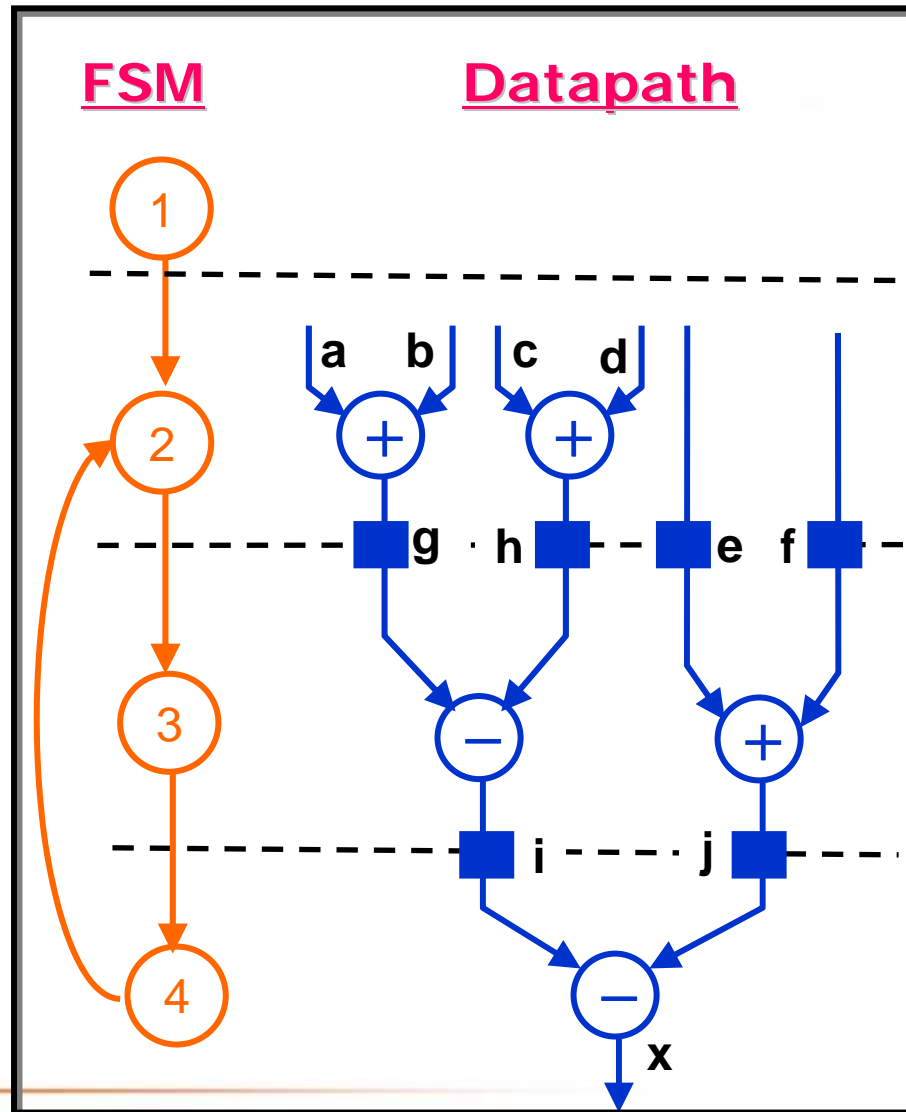 FSM Datapath
1
a b c d
2 + +
g h e f
3 − +
i j
4 −
x